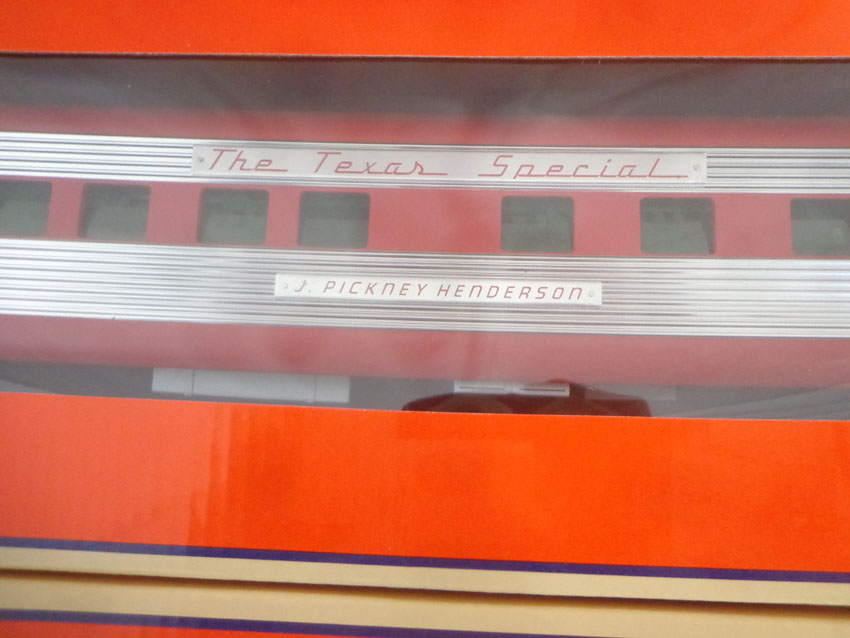 The Texas Special
J. PICKNEY HENDERSON